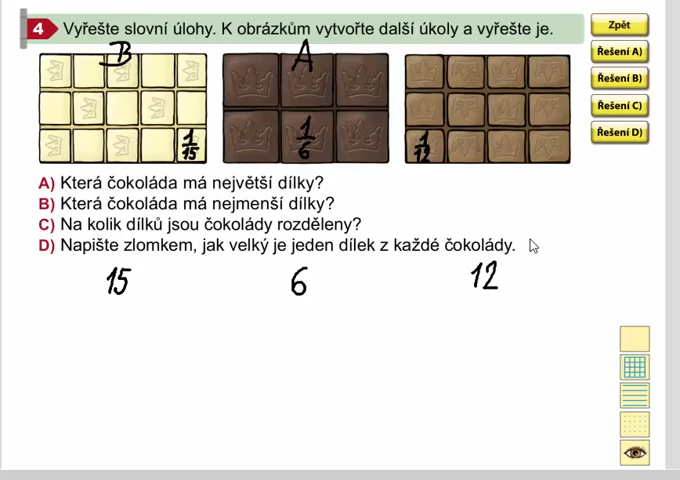 4 Vyřešte slovní úlohy. K obrázkům vytvořte další úkoly a vyřešte je.
Zpět
Řešení A)
Řešení B)
Řešení C)
Řešení D)
B
A
1/15
1/6
1/12
A) Která čokoláda má největší dílky?
B) Která čokoláda má nejmenší dílky?
C) Na kolik dílků jsou čokolády rozděleny?
D) Napište zlomkem, jak velký je jeden dílek z každé čokolády.
15 6 12